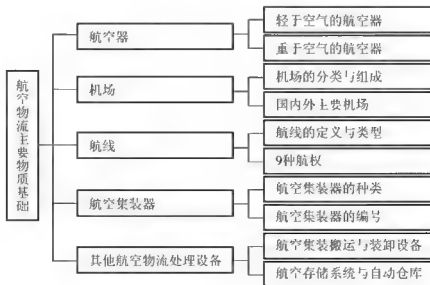 航空物流主要物质基础
航空器
轻于空气的航空器
重于空气的航空器
机场
机场的分类与组成
国内外主要机场
航线
航线的定义与类型
9种航权
航空集装器
航空集装器的种类
航空集装器的编号
其他航空物流处理设备
航空集装搬运与装卸设备
航空存储系统与自动仓库